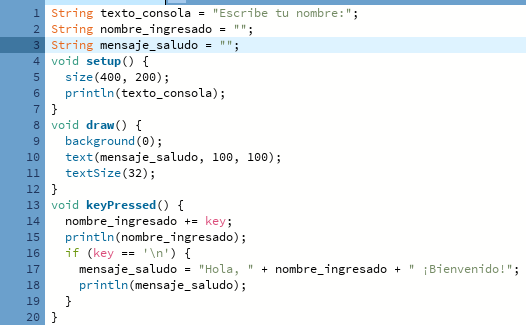 1 String texto_consola = "Escribe tu nombre:";
2 String nombre_ingresado = "";
3 String mensaje_saludo = "";
4 void setup() {
5   size(400, 200);
6   println(texto_consola);
7 }
8 void draw() {
9   background(0);
10   text(mensaje_saludo, 100, 100);
11   textSize(32);
12 }
13 void keyPressed() {
14   nombre_ingresado += key;
15   println(nombre_ingresado);
16   if (key == '\n') {
17     mensaje_saludo = "Hola, " + nombre_ingresado + " ¡Bienvenido!";
18     println(mensaje_saludo);
19   }
20 }